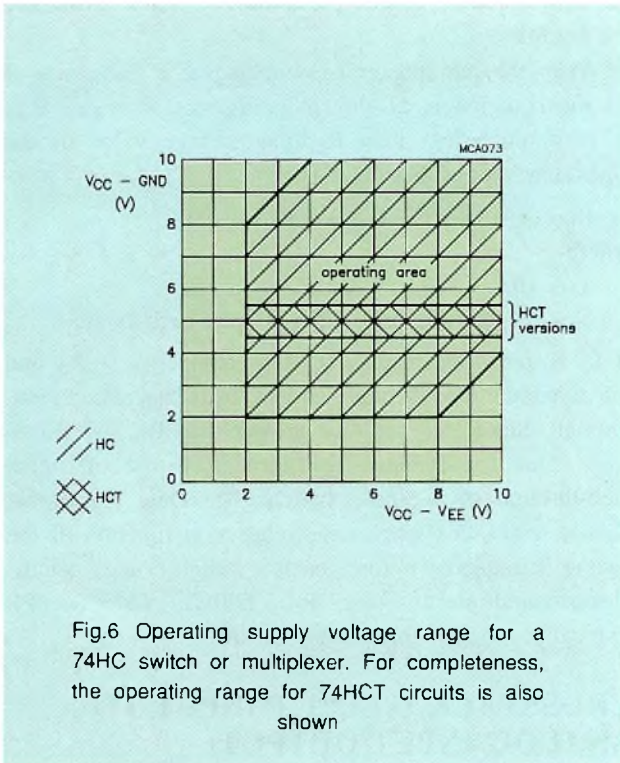 MCA073
10
VCC – GND
(V)
8
6
4
2
0
operating area
HCT
versions
HC
HCT
0 2 4 6 8 10
VCC – VEE (V)
Fig.6 Operating supply voltage range for a
74HC switch or multiplexer. For completeness,
the operating range for 74HCT circuits is also
shown